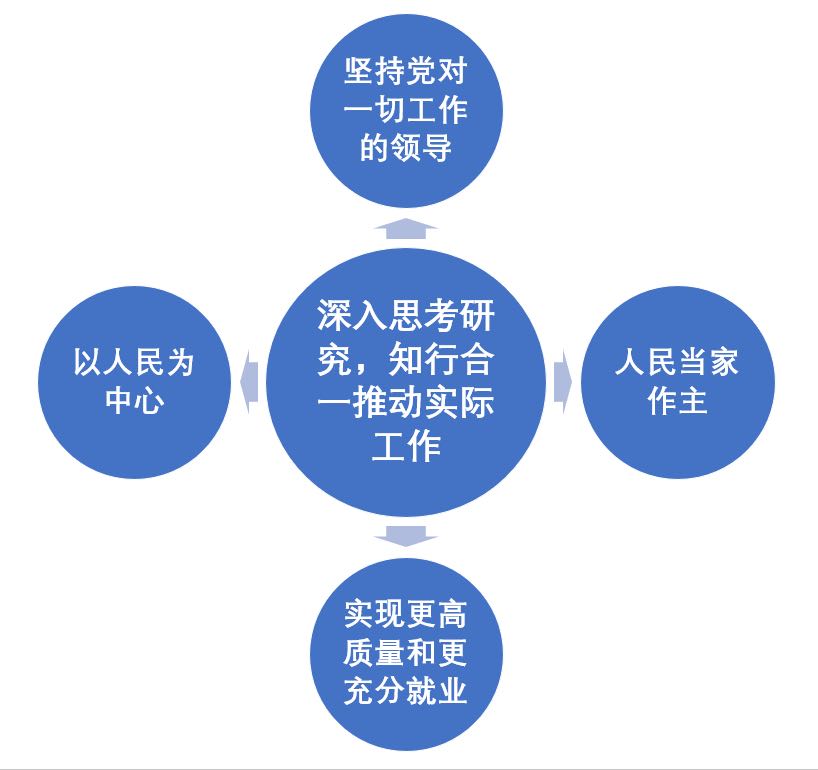 坚持党对
一切工作
的领导
以人民为
中心
深入思考研
究，知行合
一推动实际
工作
人民当家
作主
实现更高
质量和更
充分就业